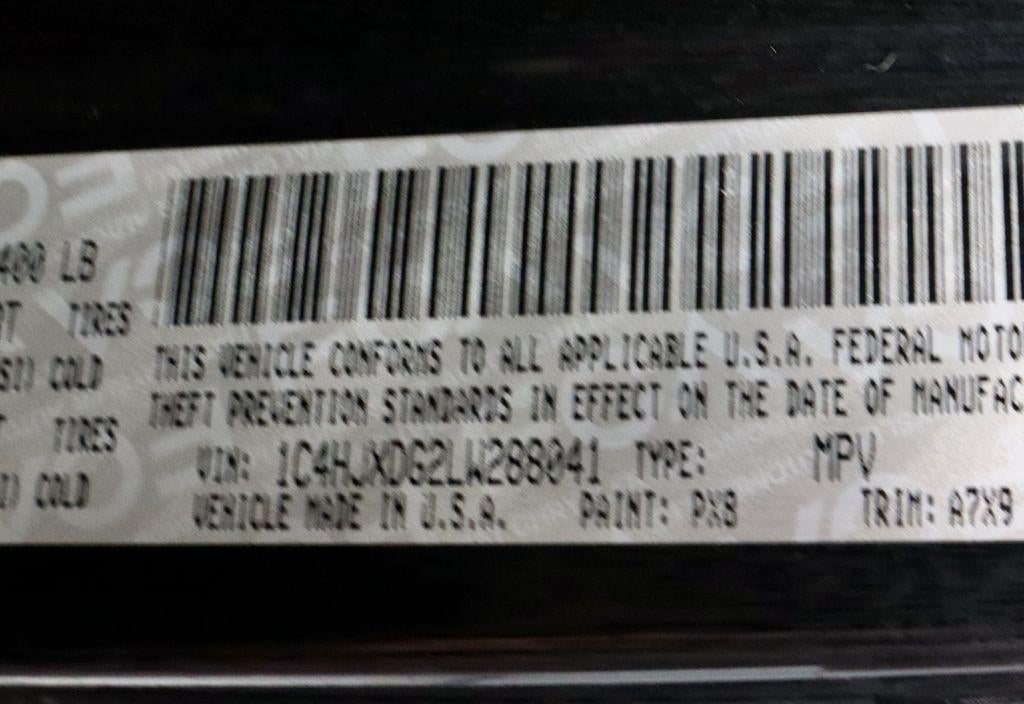 400 LB
TIRES
THIS VEHICLE CONFORMS TO ALL APPLICABLE U.S.A. FEDERAL MOTO
SI) COLD
THEFT PREVENTION STANDARDS IN EFFECT ON THE DATE OF MANUFAC
TIRES
VIN: 1C4HJXDG2LW288041 TYPE: MPV
I) COLD
VEHICLE MADE IN U.S.A. PAINT: PX8 TRIM: A7X9